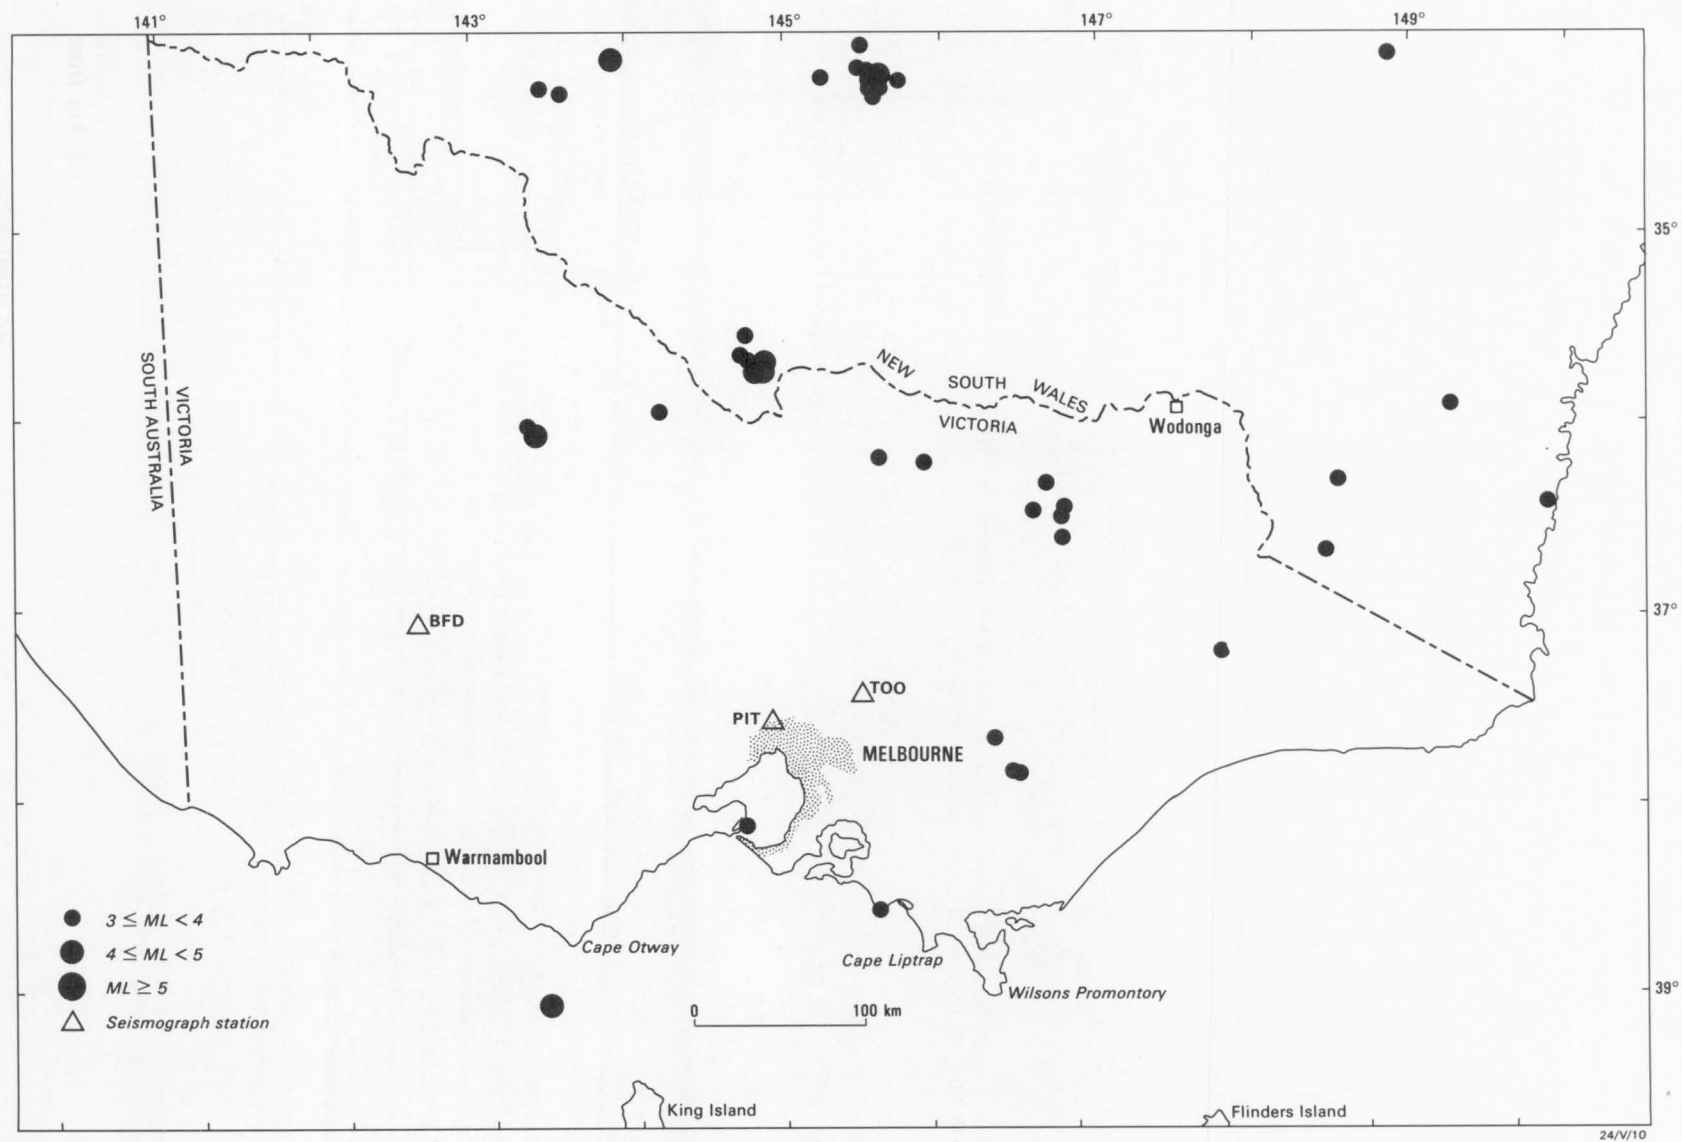 141°
143°
145°
147°
149°
35°
SOUTH AUSTRALIA
VICTORIA
NEW SOUTH WALES
VICTORIA
Wodonga
37°
BFD
TOO
PIT
MELBOURNE
Warrnambool
3 ≤ ML < 4
4 ≤ ML < 5
ML ≥ 5
Seismograph station
Cape Otway
Cape Liptrap
Wilsons Promontory
39°
0 100 km
King Island
Flinders Island
24/V/10